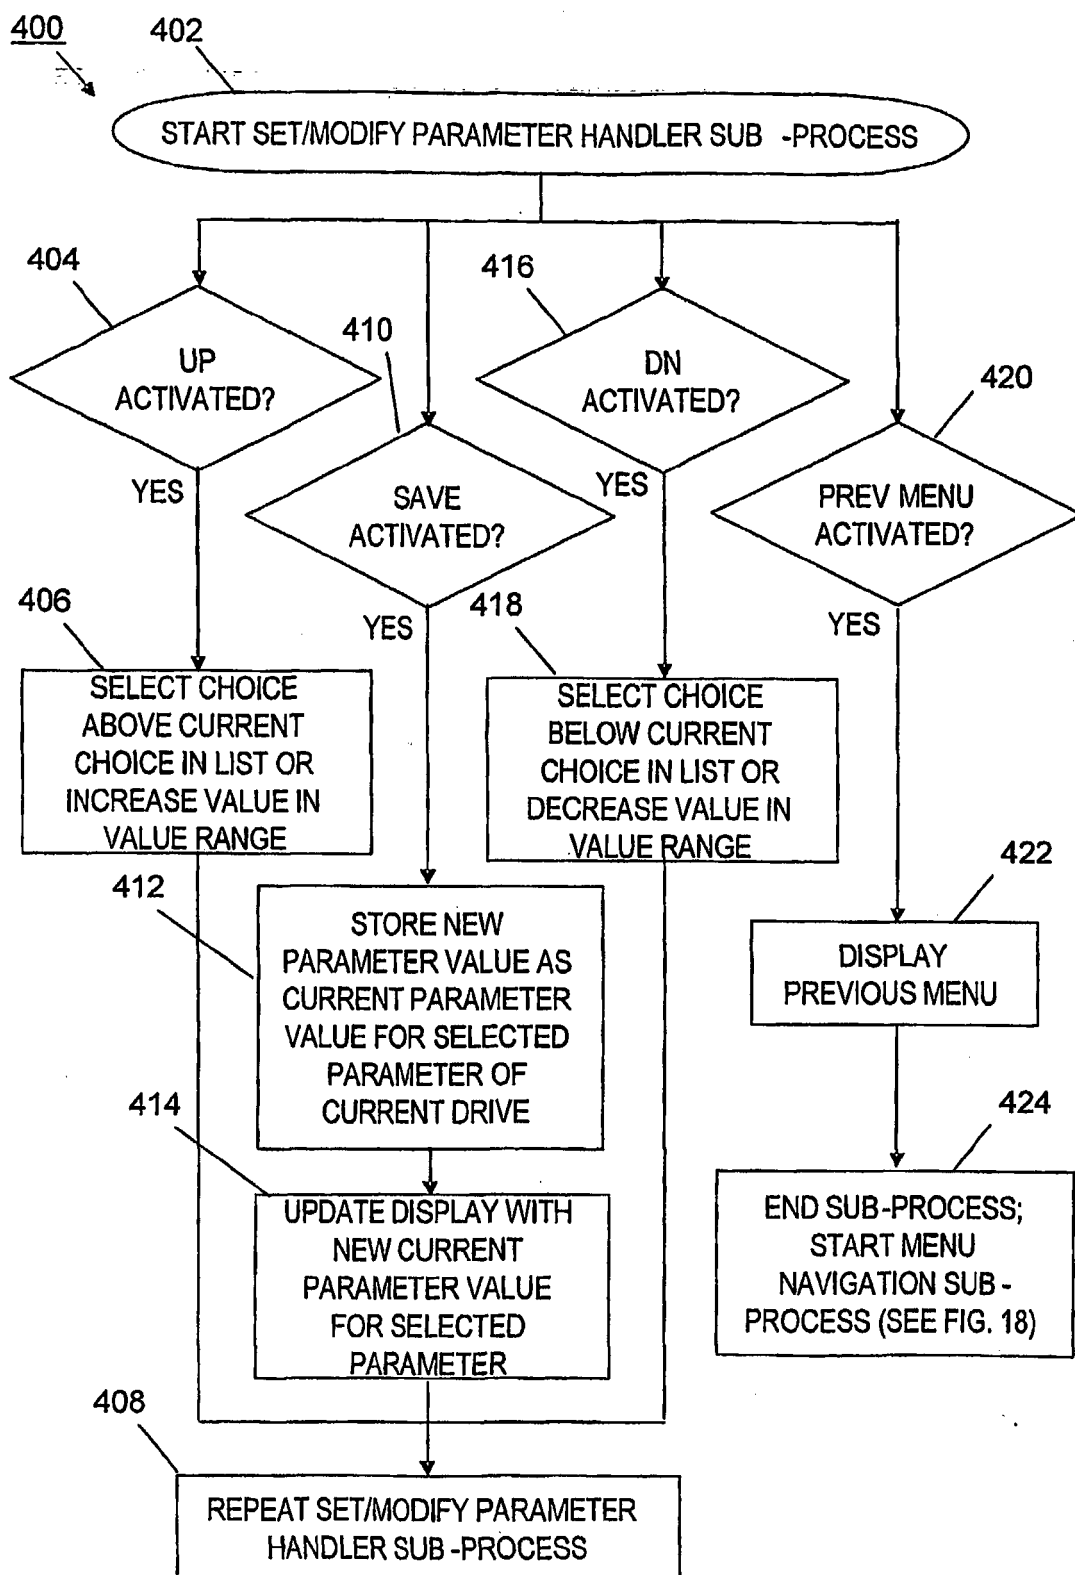 400
402
START SET/MODIFY PARAMETER HANDLER SUB -PROCESS
404
UP
ACTIVATED?
YES
410
SAVE
ACTIVATED?
YES
416
DN
ACTIVATED?
YES
420
PREV MENU
ACTIVATED?
YES
406
SELECT CHOICE
ABOVE CURRENT
CHOICE IN LIST OR
INCREASE VALUE IN
VALUE RANGE
418
SELECT CHOICE
BELOW CURRENT
CHOICE IN LIST OR
DECREASE VALUE IN
VALUE RANGE
412
STORE NEW
PARAMETER VALUE AS
CURRENT PARAMETER
VALUE FOR SELECTED
PARAMETER OF
CURRENT DRIVE
422
DISPLAY
PREVIOUS MENU
414
UPDATE DISPLAY WITH
NEW CURRENT
PARAMETER VALUE
FOR SELECTED
PARAMETER
424
END SUB-PROCESS;
START MENU
NAVIGATION SUB -
PROCESS (SEE FIG. 18)
408
REPEAT SET/MODIFY PARAMETER
HANDLER SUB -PROCESS